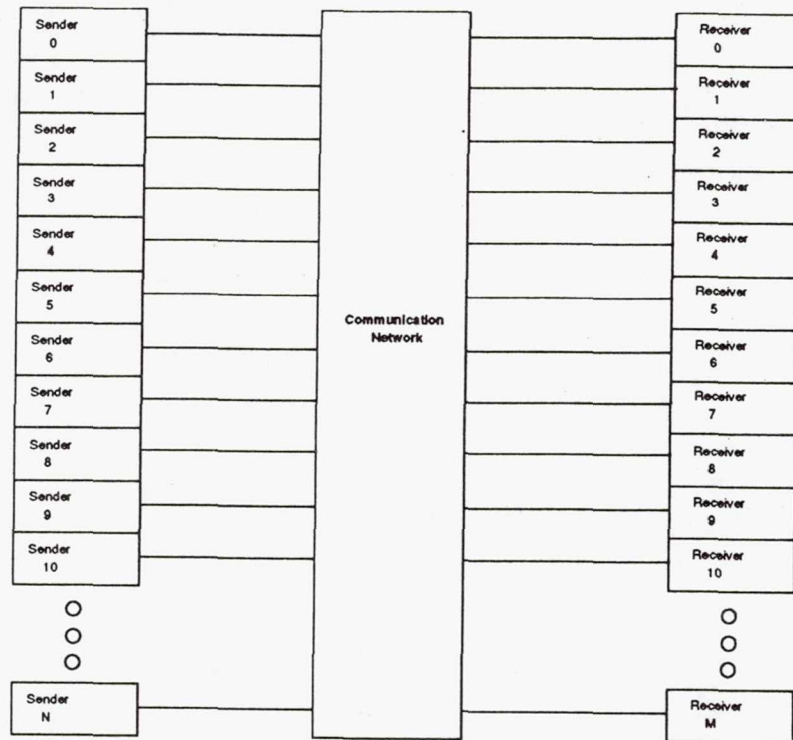 Sender
0
Sender
1
Sender
2
Sender
3
Sender
4
Sender
5
Sender
6
Sender
7
Sender
8
Sender
9
Sender
10
Sender
N
Communication
Network
Receiver
0
Receiver
1
Receiver
2
Receiver
3
Receiver
4
Receiver
5
Receiver
6
Receiver
7
Receiver
8
Receiver
9
Receiver
10
Receiver
M